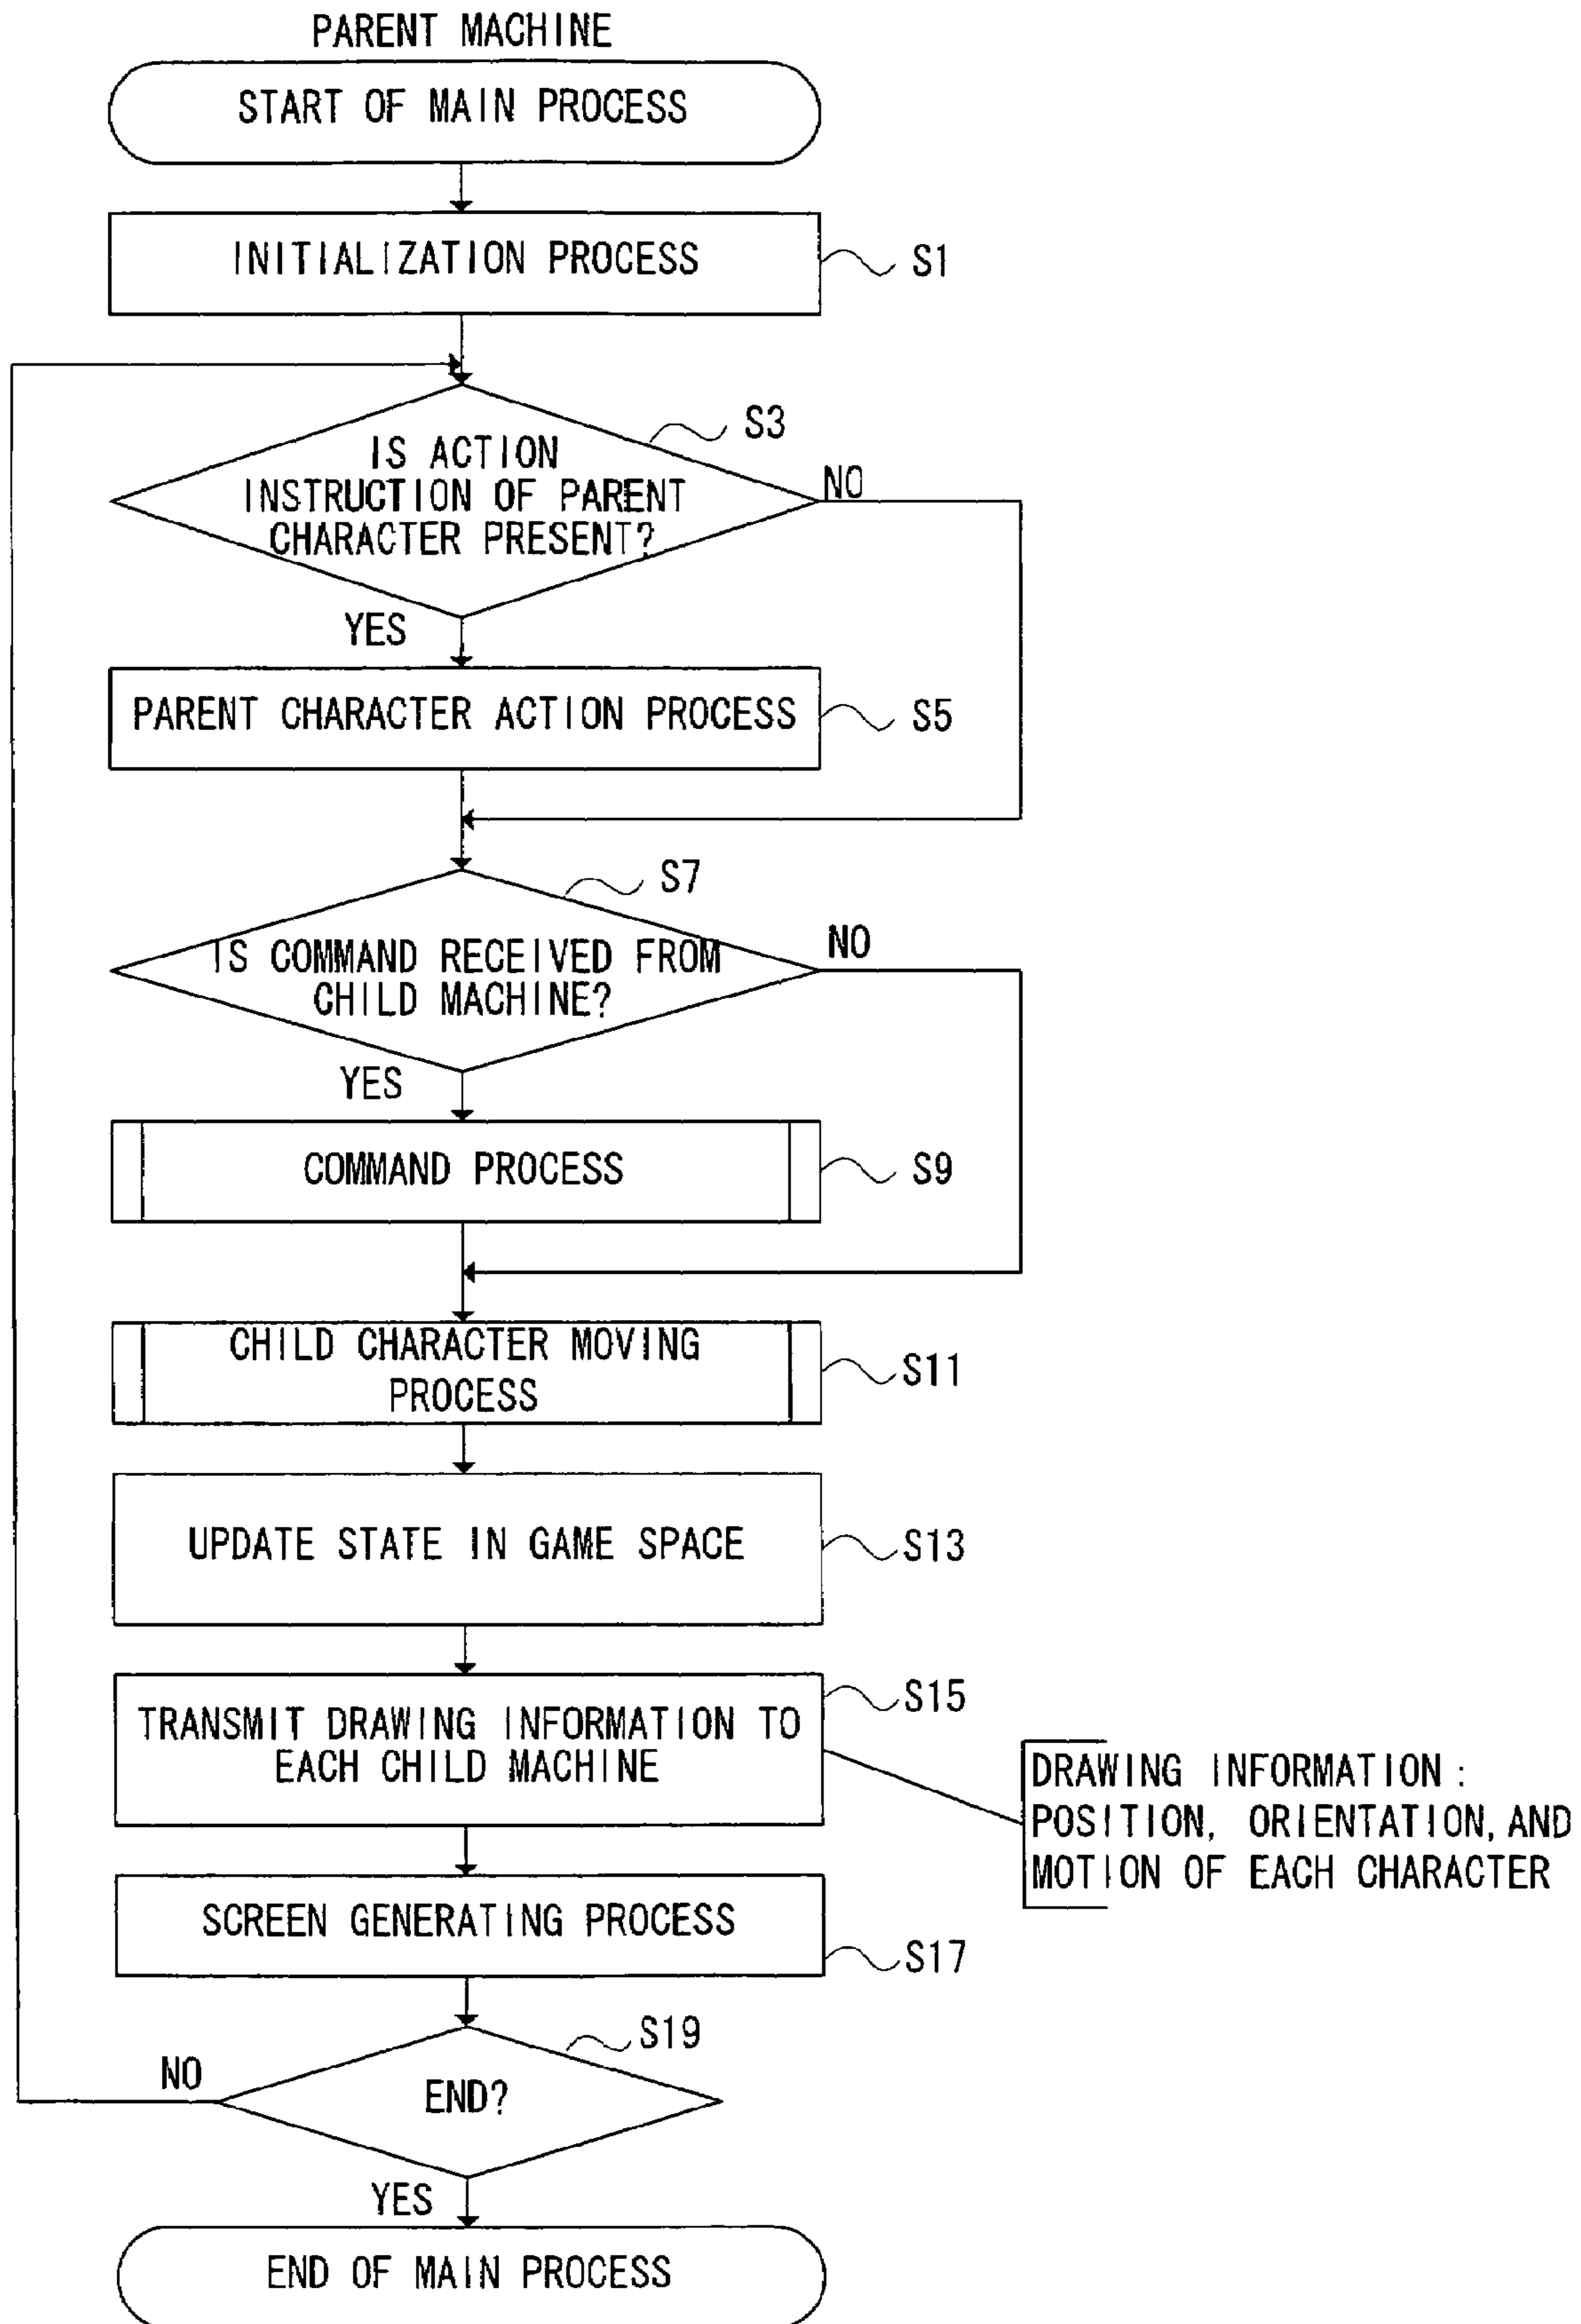 PARENT MACHINE
START OF MAIN PROCESS
INITIALIZATION PROCESS
S1
S3
IS ACTION
INSTRUCTION OF PARENT
CHARACTER PRESENT?
NO
YES
PARENT CHARACTER ACTION PROCESS
S5
S7
IS COMMAND RECEIVED FROM
CHILD MACHINE?
NO
YES
COMMAND PROCESS
S9
CHILD CHARACTER MOVING
PROCESS
S11
UPDATE STATE IN GAME SPACE
S13
S15
TRANSMIT DRAWING INFORMATION TO
EACH CHILD MACHINE
DRAWING INFORMATION:
POSITION, ORIENTATION, AND
MOTION OF EACH CHARACTER
SCREEN GENERATING PROCESS
S17
S19
NO
END?
YES
END OF MAIN PROCESS